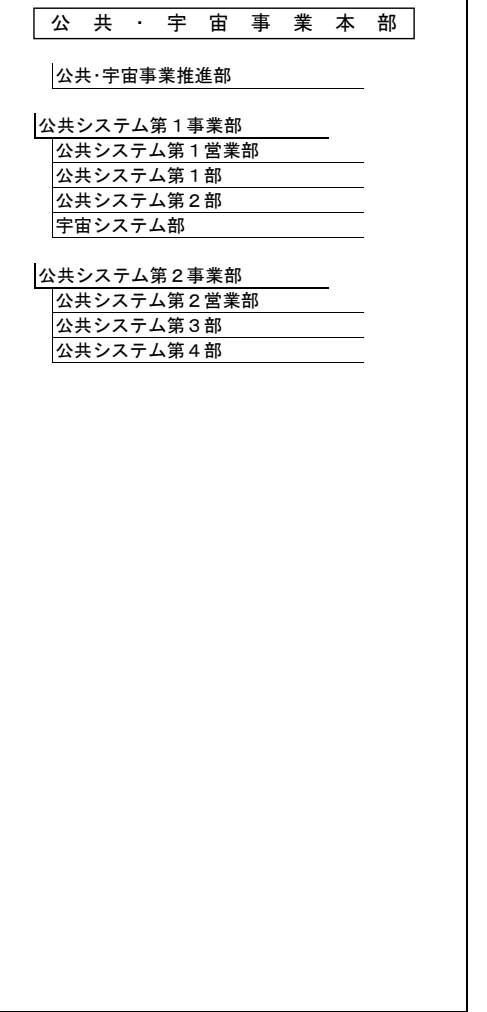 公共・宇宙事業本部
公共・宇宙事業推進部
公共システム第１事業部
公共システム第１営業部
公共システム第１部
公共システム第２部
宇宙システム部
公共システム第２事業部
公共システム第２営業部
公共システム第３部
公共システム第４部